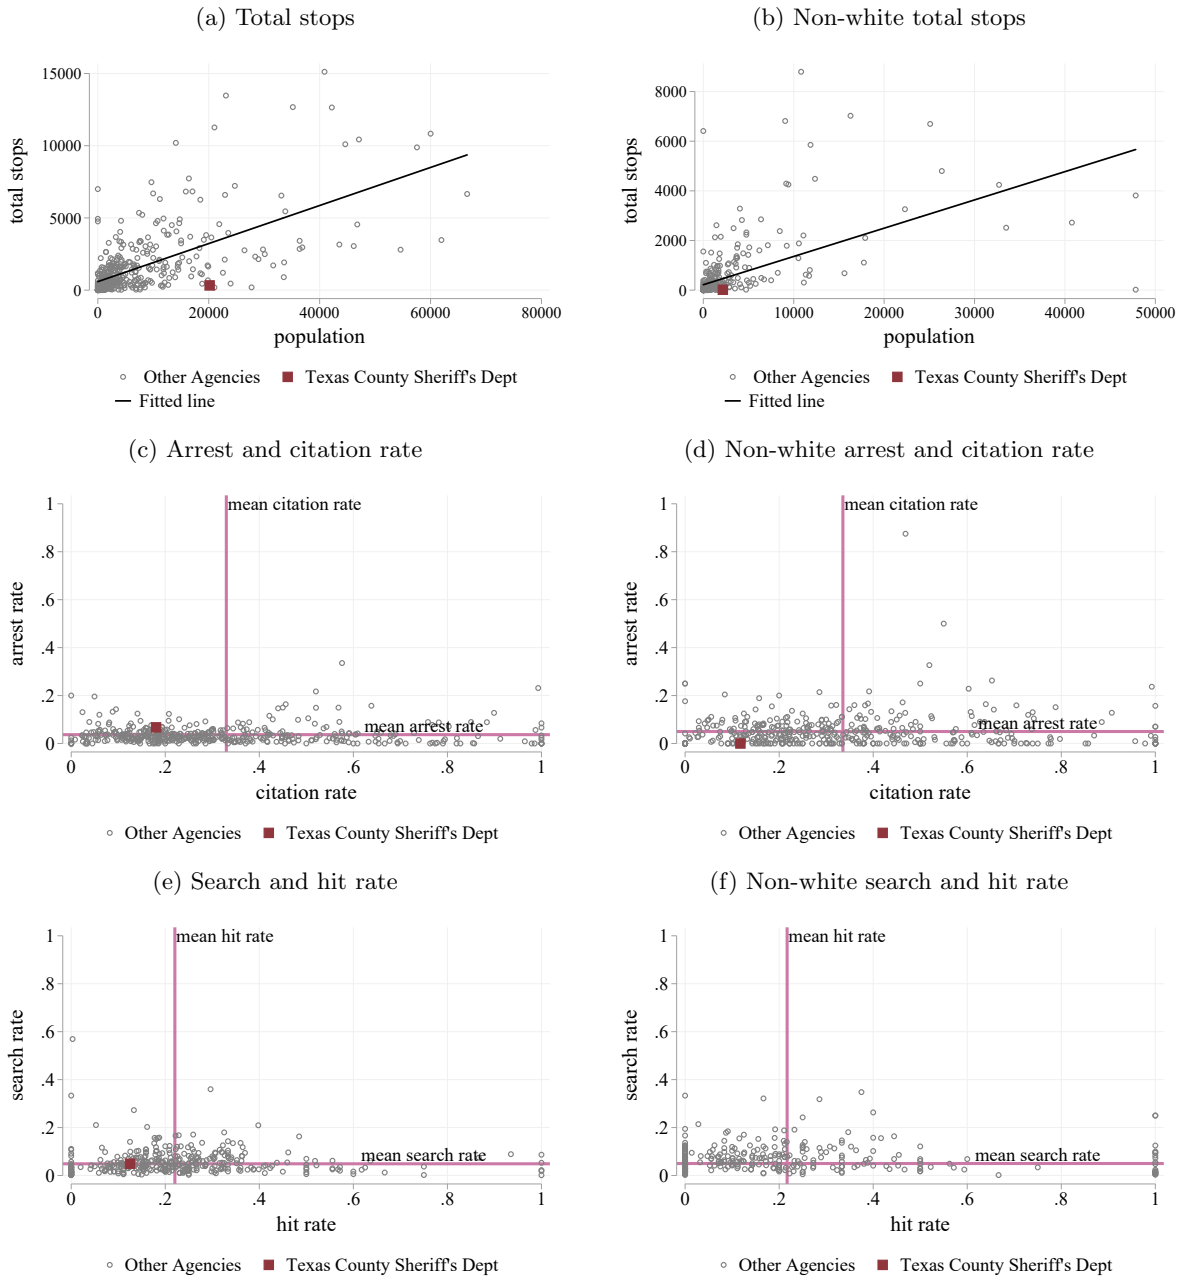 (a) Total stops
(b) Non-white total stops
total stops
15000
10000
5000
0
0 20000 40000 60000 80000
population
Other Agencies Texas County Sheriff's Dept
Fitted line
total stops
8000
6000
4000
2000
0
0 10000 20000 30000 40000 50000
population
Other Agencies Texas County Sheriff's Dept
Fitted line
(c) Arrest and citation rate
(d) Non-white arrest and citation rate
arrest rate
1
.8
.6
.4
.2
0
mean citation rate
mean arrest rate
0 .2 .4 .6 .8 1
citation rate
Other Agencies Texas County Sheriff's Dept
arrest rate
1
.8
.6
.4
.2
0
mean citation rate
mean arrest rate
0 .2 .4 .6 .8 1
citation rate
Other Agencies Texas County Sheriff's Dept
(e) Search and hit rate
(f) Non-white search and hit rate
search rate
1
.8
.6
.4
.2
0
mean hit rate
mean search rate
0 .2 .4 .6 .8 1
hit rate
Other Agencies Texas County Sheriff's Dept
search rate
1
.8
.6
.4
.2
0
mean hit rate
mean search rate
0 .2 .4 .6 .8 1
hit rate
Other Agencies Texas County Sheriff's Dept